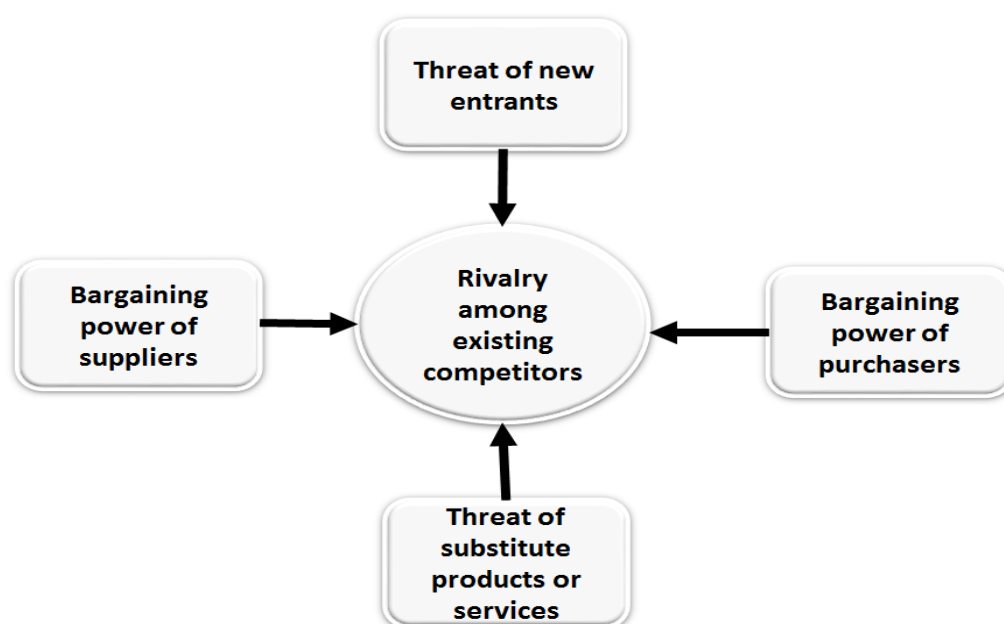 Threat of new
entrants
Bargaining
power of
suppliers
Rivalry
among
existing
competitors
Bargaining
power of
purchasers
Threat of
substitute
products or
services